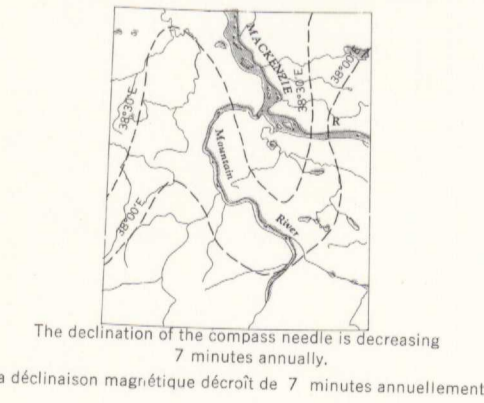 MACKENZIE
R
38°30'E
38°00'E
38°30'E
Mountain
River
38°00'E
The declination of the compass needle is decreasing
7 minutes annually.
a déclinaison magnétique décroît de 7 minutes annuellement